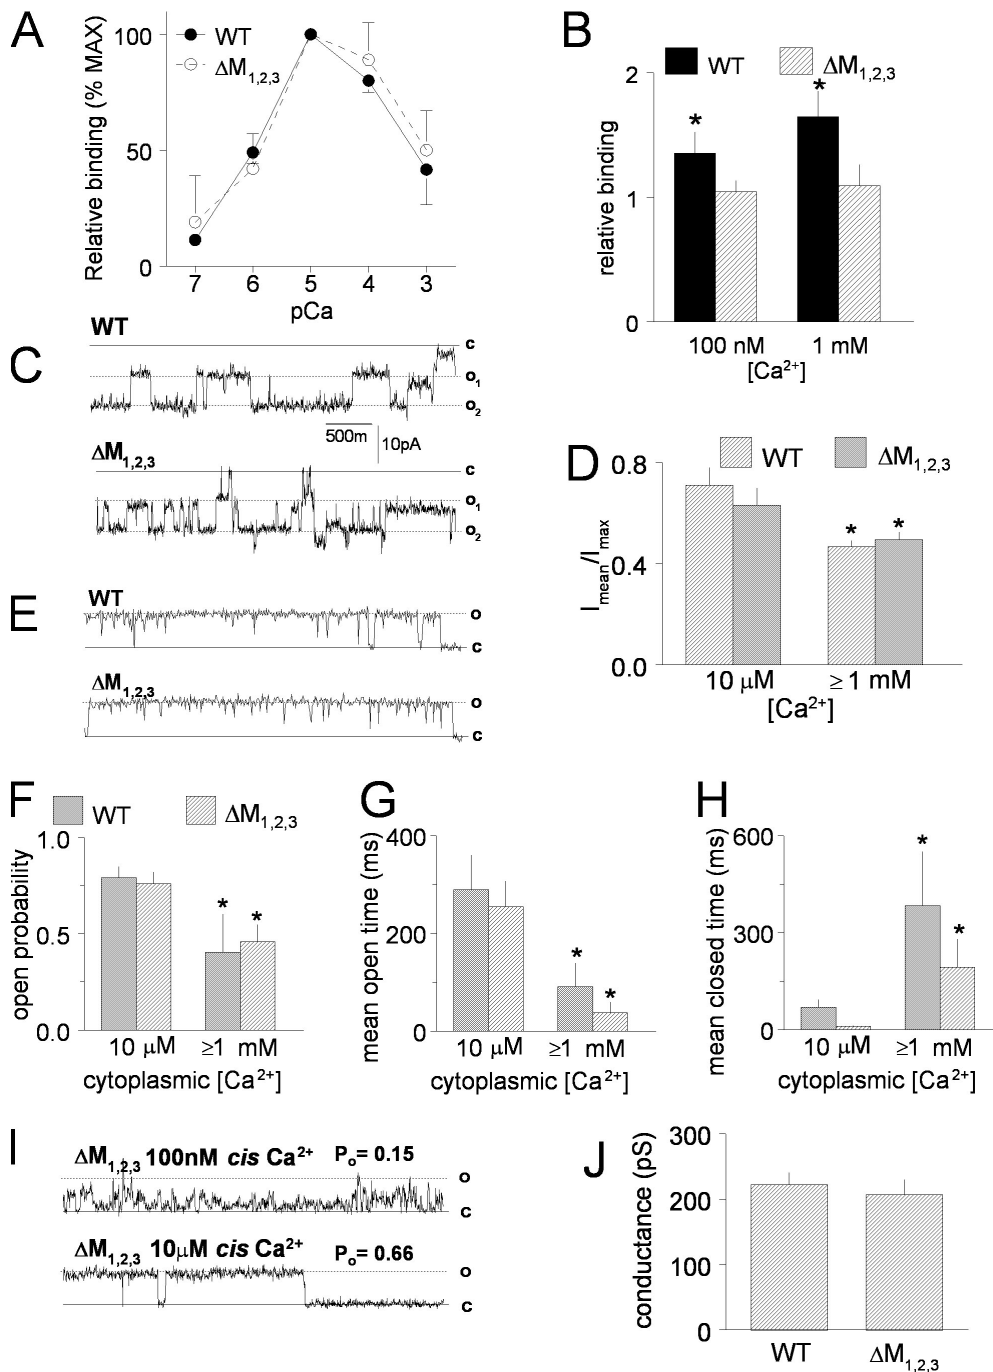 A
Relative binding (% MAX)
100
50
0
WT
ΔM1,2,3
7 6 5 4 3
pCa
B
relative binding
2
1
0
WT ΔM1,2,3
* *
100 nM 1 mM
[Ca2+]
C
WT
c
o1
o2
500m
10pA
ΔM1,2,3
c
o1
o2
D
Imean/Imax
0.8
0.4
0.0
WT ΔM1,2,3
* *
10 μM ≥1 mM
[Ca2+]
E
WT
o
c
ΔM1,2,3
o
c
F
WT ΔM1,2,3
open probability
1.0
0.5
0.0
* *
10 μM ≥1 mM
cytoplasmic [Ca2+]
G
mean open time (ms)
400
200
0
* *
10 μM ≥1 mM
cytoplasmic [Ca2+]
H
mean closed time (ms)
600
300
0
* *
10 μM ≥1 mM
cytoplasmic [Ca2+]
I
ΔM1,2,3 100nM cis Ca2+ Po= 0.15
o
c
ΔM1,2,3 10μM cis Ca2+ Po= 0.66
o
c
J
conductance (pS)
300
200
100
0
WT ΔM1,2,3